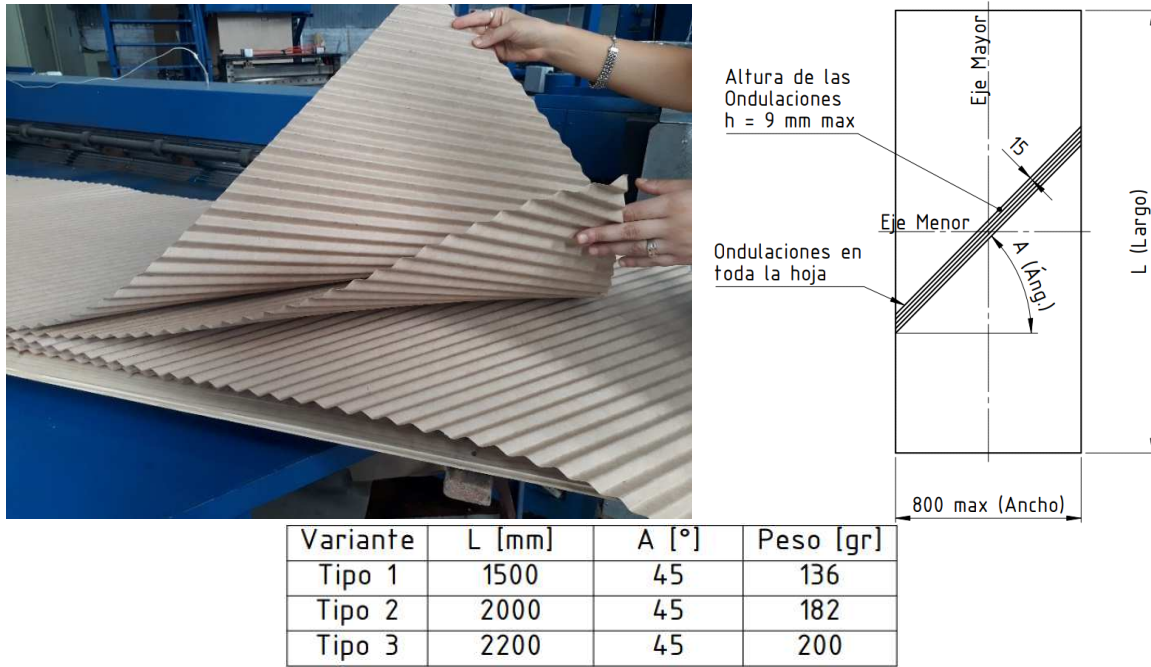 Altura de las
Ondulaciones
h = 9 mm max
Eje Mayor
15
Eje Menor
Ondulaciones en
toda la hoja
A (Áng.)
L (Largo)
800 max (Ancho)
Variante L [mm] A [°] Peso [gr]
Tipo 1 1500 45 136
Tipo 2 2000 45 182
Tipo 3 2200 45 200